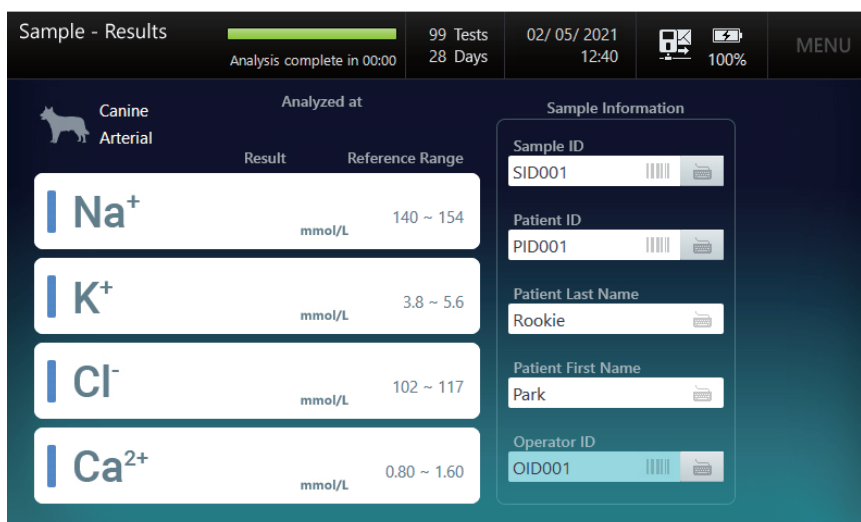 Sample - Results
Analysis complete in 00:00
99 Tests
28 Days
02/ 05/ 2021
12:40
100%
MENU
Canine
Arterial
Analyzed at
Result Reference Range
Na⁺
mmol/L 140 ~ 154
K⁺
mmol/L 3.8 ~ 5.6
Cl⁻
mmol/L 102 ~ 117
Ca²⁺
mmol/L 0.80 ~ 1.60
Sample Information
Sample ID
SID001
Patient ID
PID001
Patient Last Name
Rookie
Patient First Name
Park
Operator ID
OID001